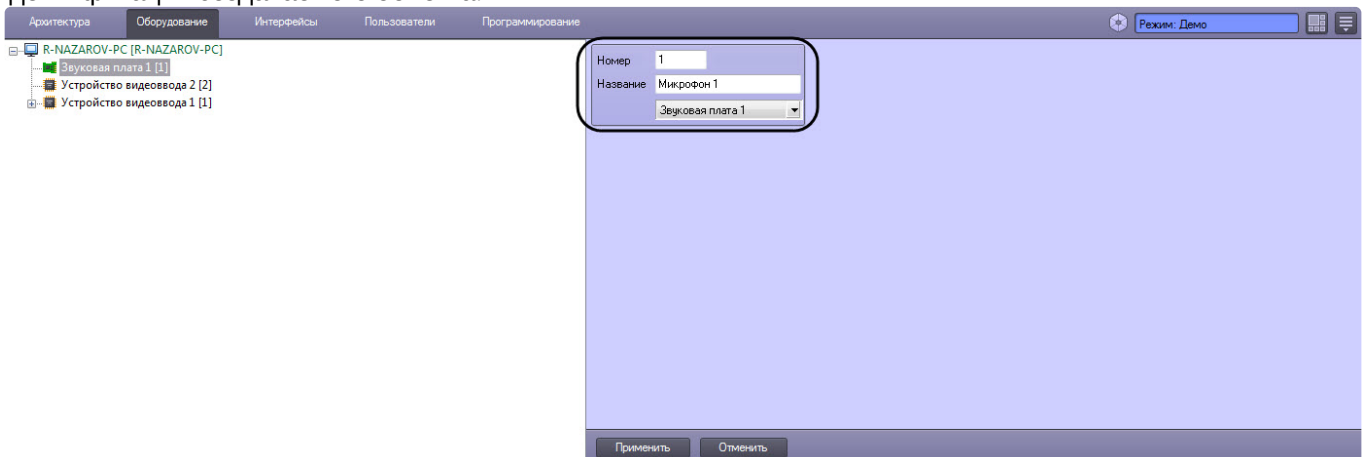 Архитектура Оборудование Интерфейсы Пользователи Программирование Режим: Демо
R-NAZAROV-PC [R-NAZAROV-PC]
Звуковая плата 1 [1]
Устройство видеоввода 2 [2]
Устройство видеоввода 1 [1]
Номер 1
Название Микрофон 1
Звуковая плата 1
Применить Отменить